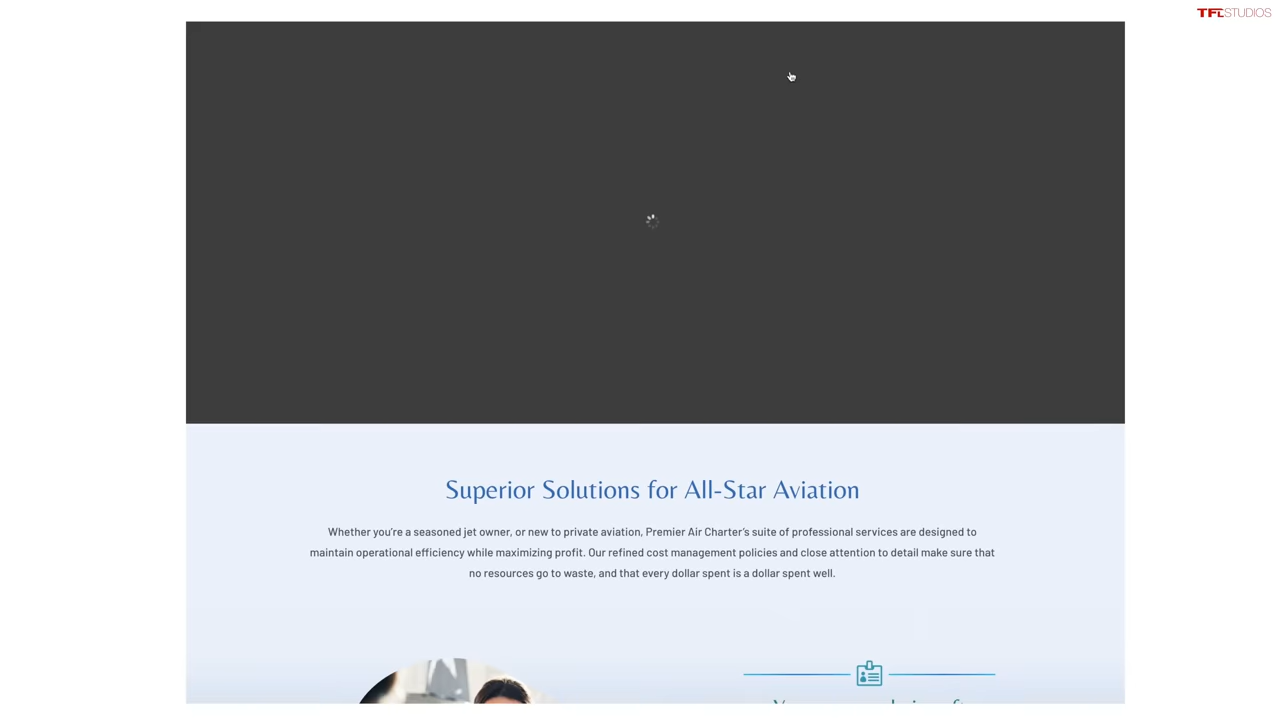 TFLSTUDIOS
Superior Solutions for All-Star Aviation
Whether you're a seasoned jet owner, or new to private aviation, Premier Air Charter's suite of professional services are designed to
maintain operational efficiency while maximizing profit. Our refined cost management policies and close attention to detail make sure that
no resources go to waste, and that every dollar spent is a dollar spent well.